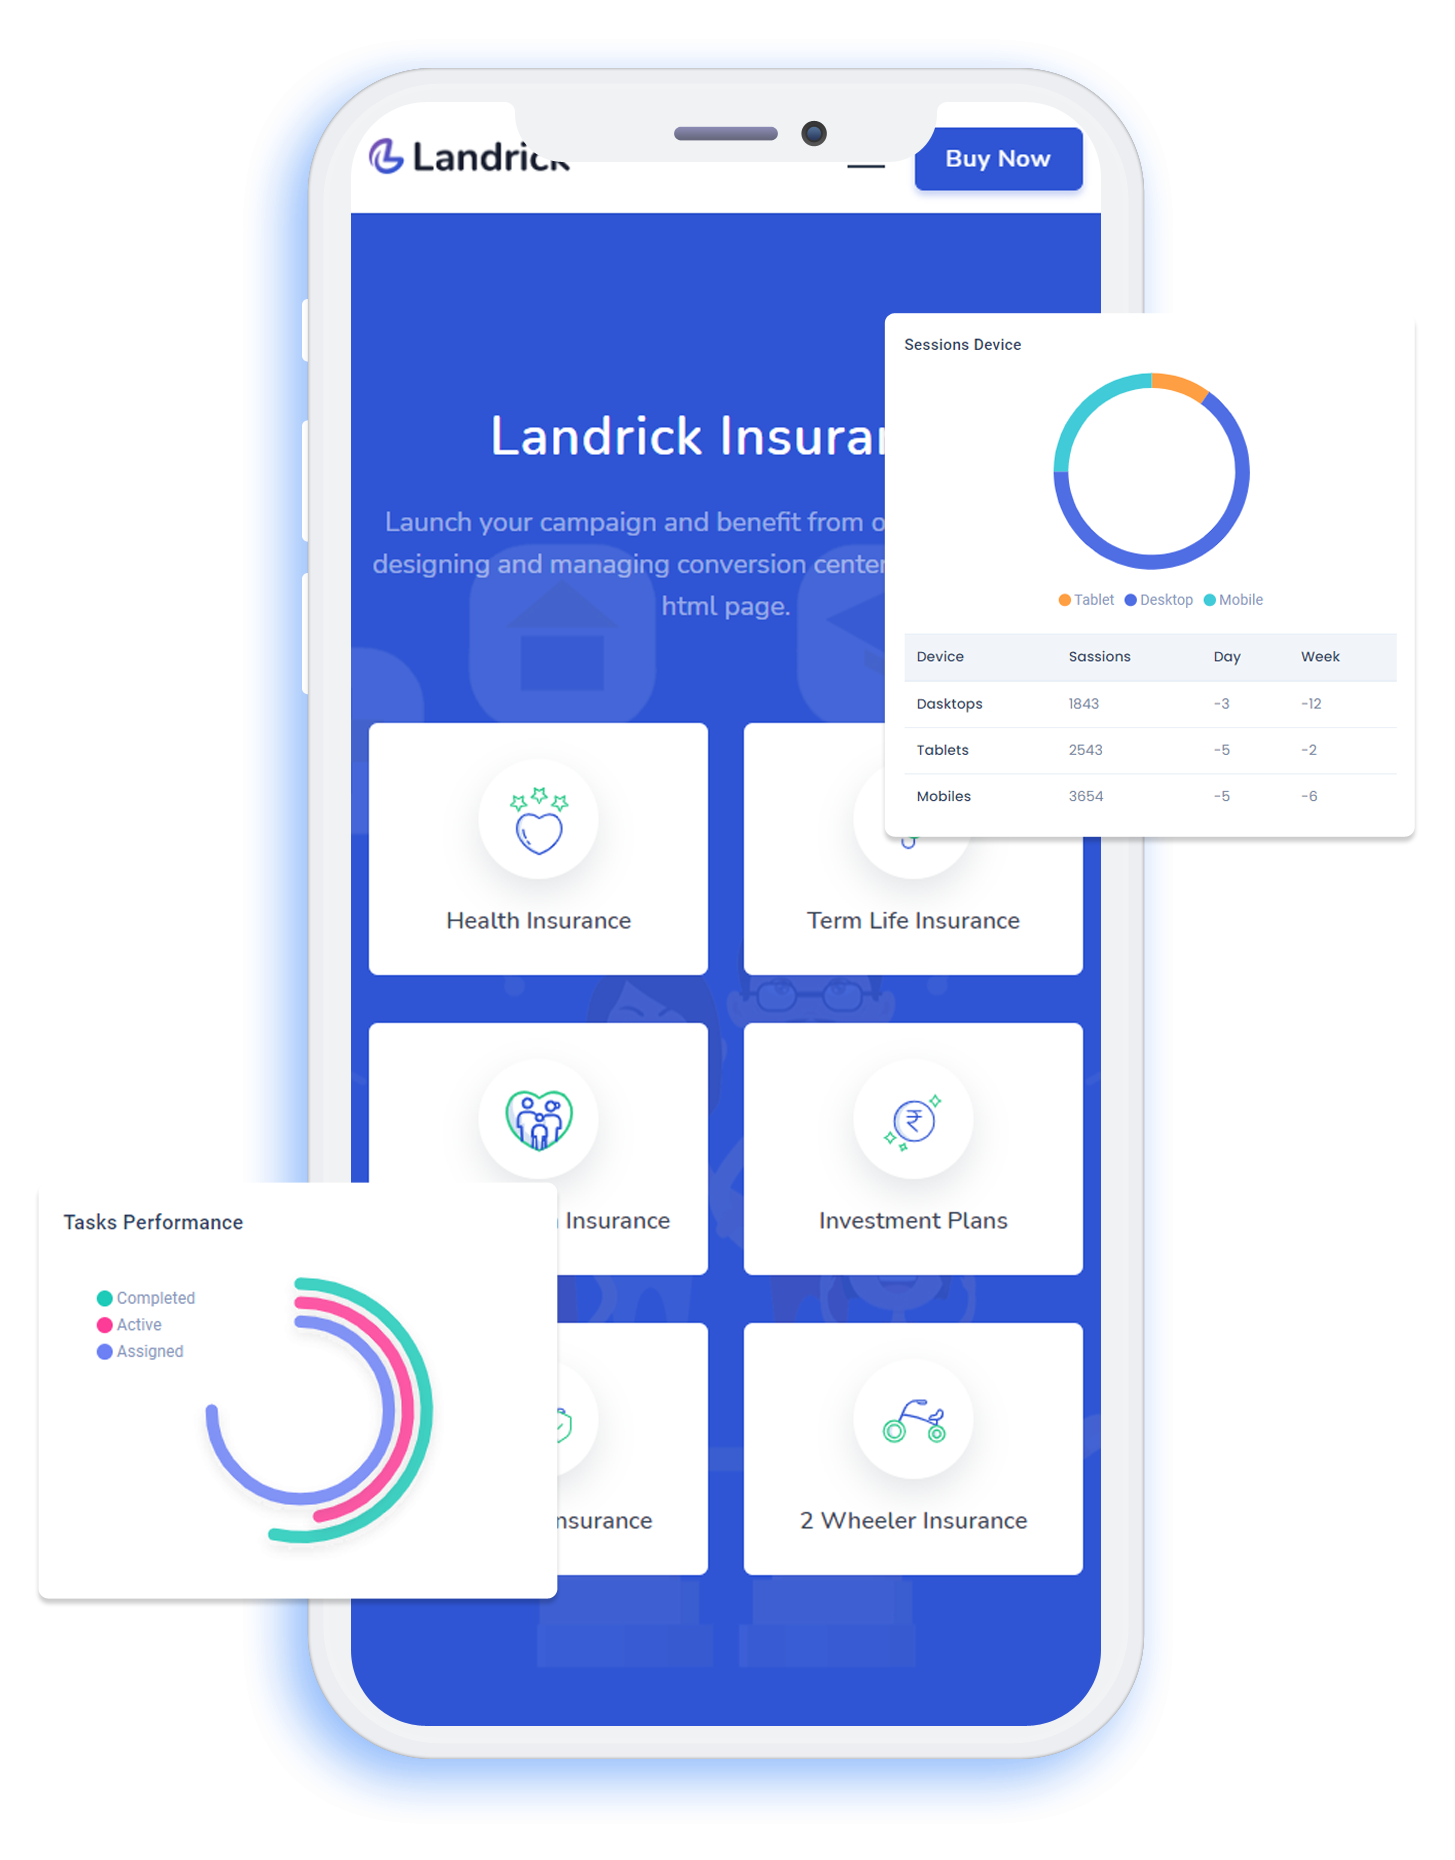 Landrick
Buy Now
Landrick Insuran
Launch your campaign and benefit from o
designing and managing conversion center
html page.
Sessions Device
Tablet Desktop Mobile
Device Sassions Day Week
Dasktops 1843 -3 -12
Tablets 2543 -5 -2
Mobiles 3654 -5 -6
Health Insurance
Term Life Insurance
Insurance
Investment Plans
Tasks Performance
Completed
Active
Assigned
nsurance
2 Wheeler Insurance